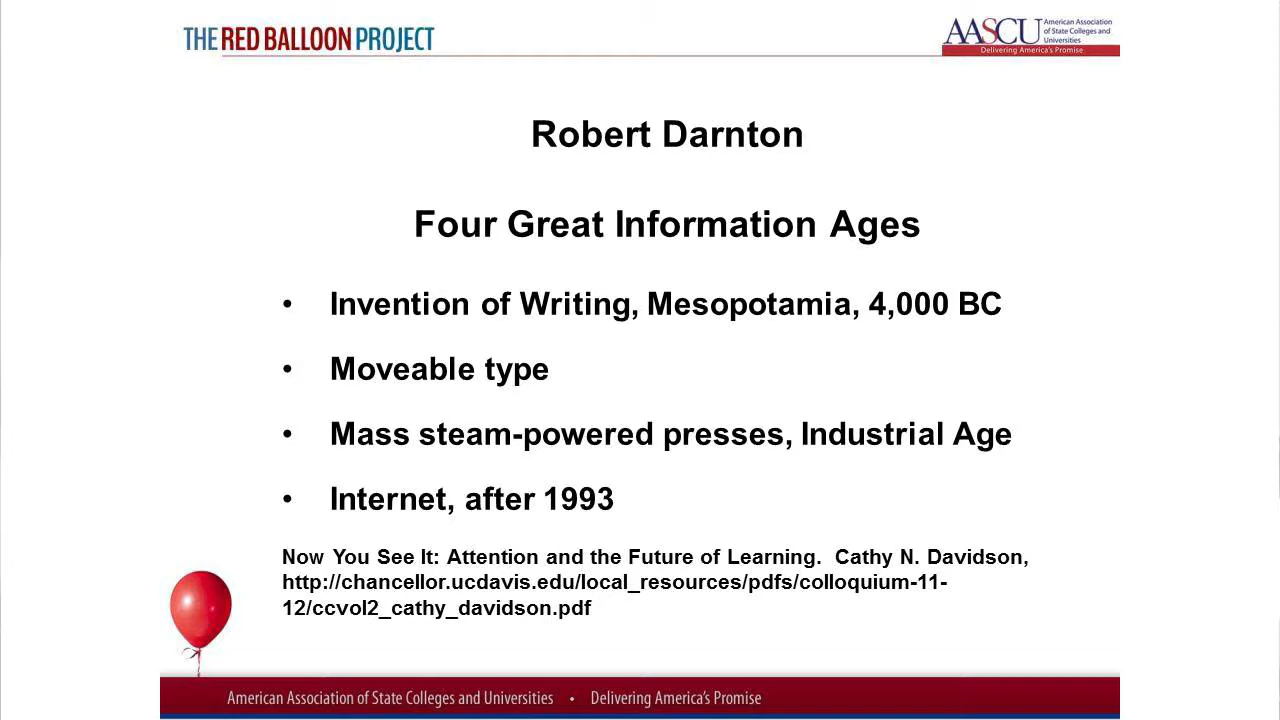 THE RED BALLOON PROJECT
AASCU American Association
of State Colleges and
Universities
Delivering America's Promise
Robert Darnton
Four Great Information Ages
• Invention of Writing, Mesopotamia, 4,000 BC
• Moveable type
• Mass steam-powered presses, Industrial Age
• Internet, after 1993
Now You See It: Attention and the Future of Learning. Cathy N. Davidson,
http://chancellor.ucdavis.edu/local_resources/pdfs/colloquium-11-
12/ccvol2_cathy_davidson.pdf
American Association of State Colleges and Universities • Delivering America's Promise